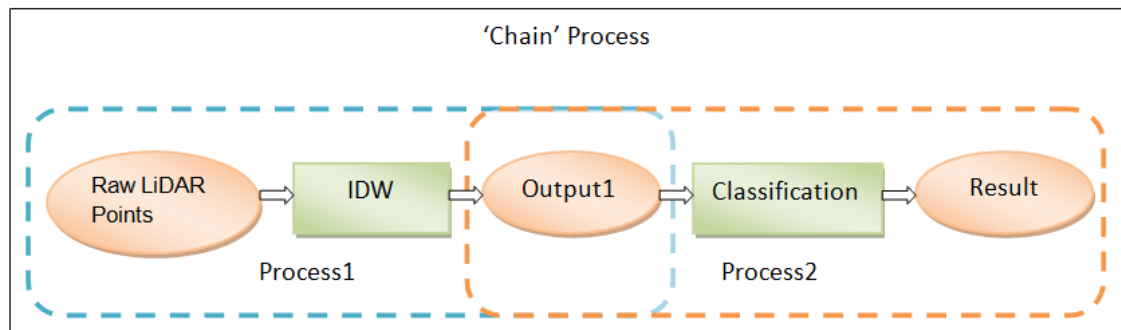 ‘Chain’ Process
Raw LiDAR
Points
IDW
Output1
Classification
Result
Process1
Process2